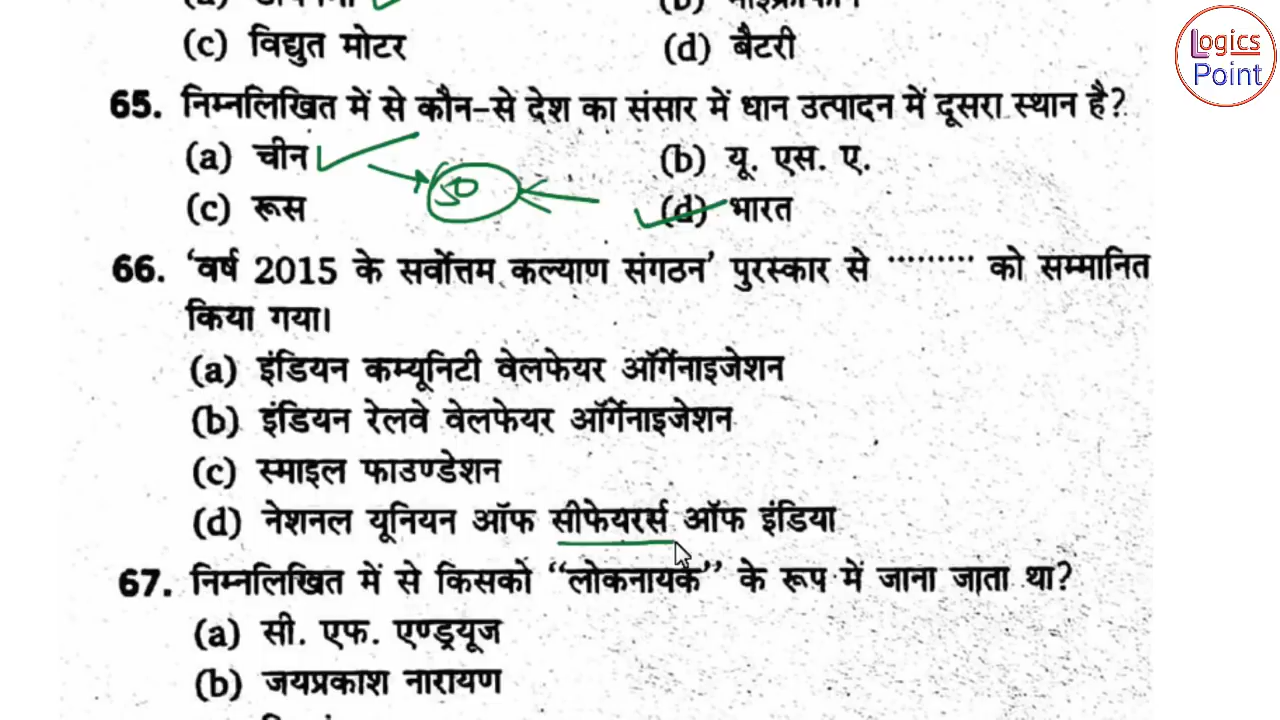 Logics
Point
(c) विद्युत मोटर (d) बैटरी
65. निम्नलिखित में से कौन-से देश का संसार में धान उत्पादन में दूसरा स्थान है?
(a) चीन (b) यू. एस. ए.
50
(c) रूस (d) भारत
66. ‘वर्ष 2015 के सर्वोत्तम कल्याण संगठन’ पुरस्कार से ········· को सम्मानित
किया गया।
(a) इंडियन कम्यूनिटी वेलफेयर ऑर्गेनाइजेशन
(b) इंडियन रेलवे वेलफेयर ऑर्गेनाइजेशन
(c) स्माइल फाउण्डेशन
(d) नेशनल यूनियन ऑफ सीफेयरर्स ऑफ इंडिया
67. निम्नलिखित में से किसको “लोकनायक” के रूप में जाना जाता था?
(a) सी. एफ. एण्ड्रयूज
(b) जयप्रकाश नारायण